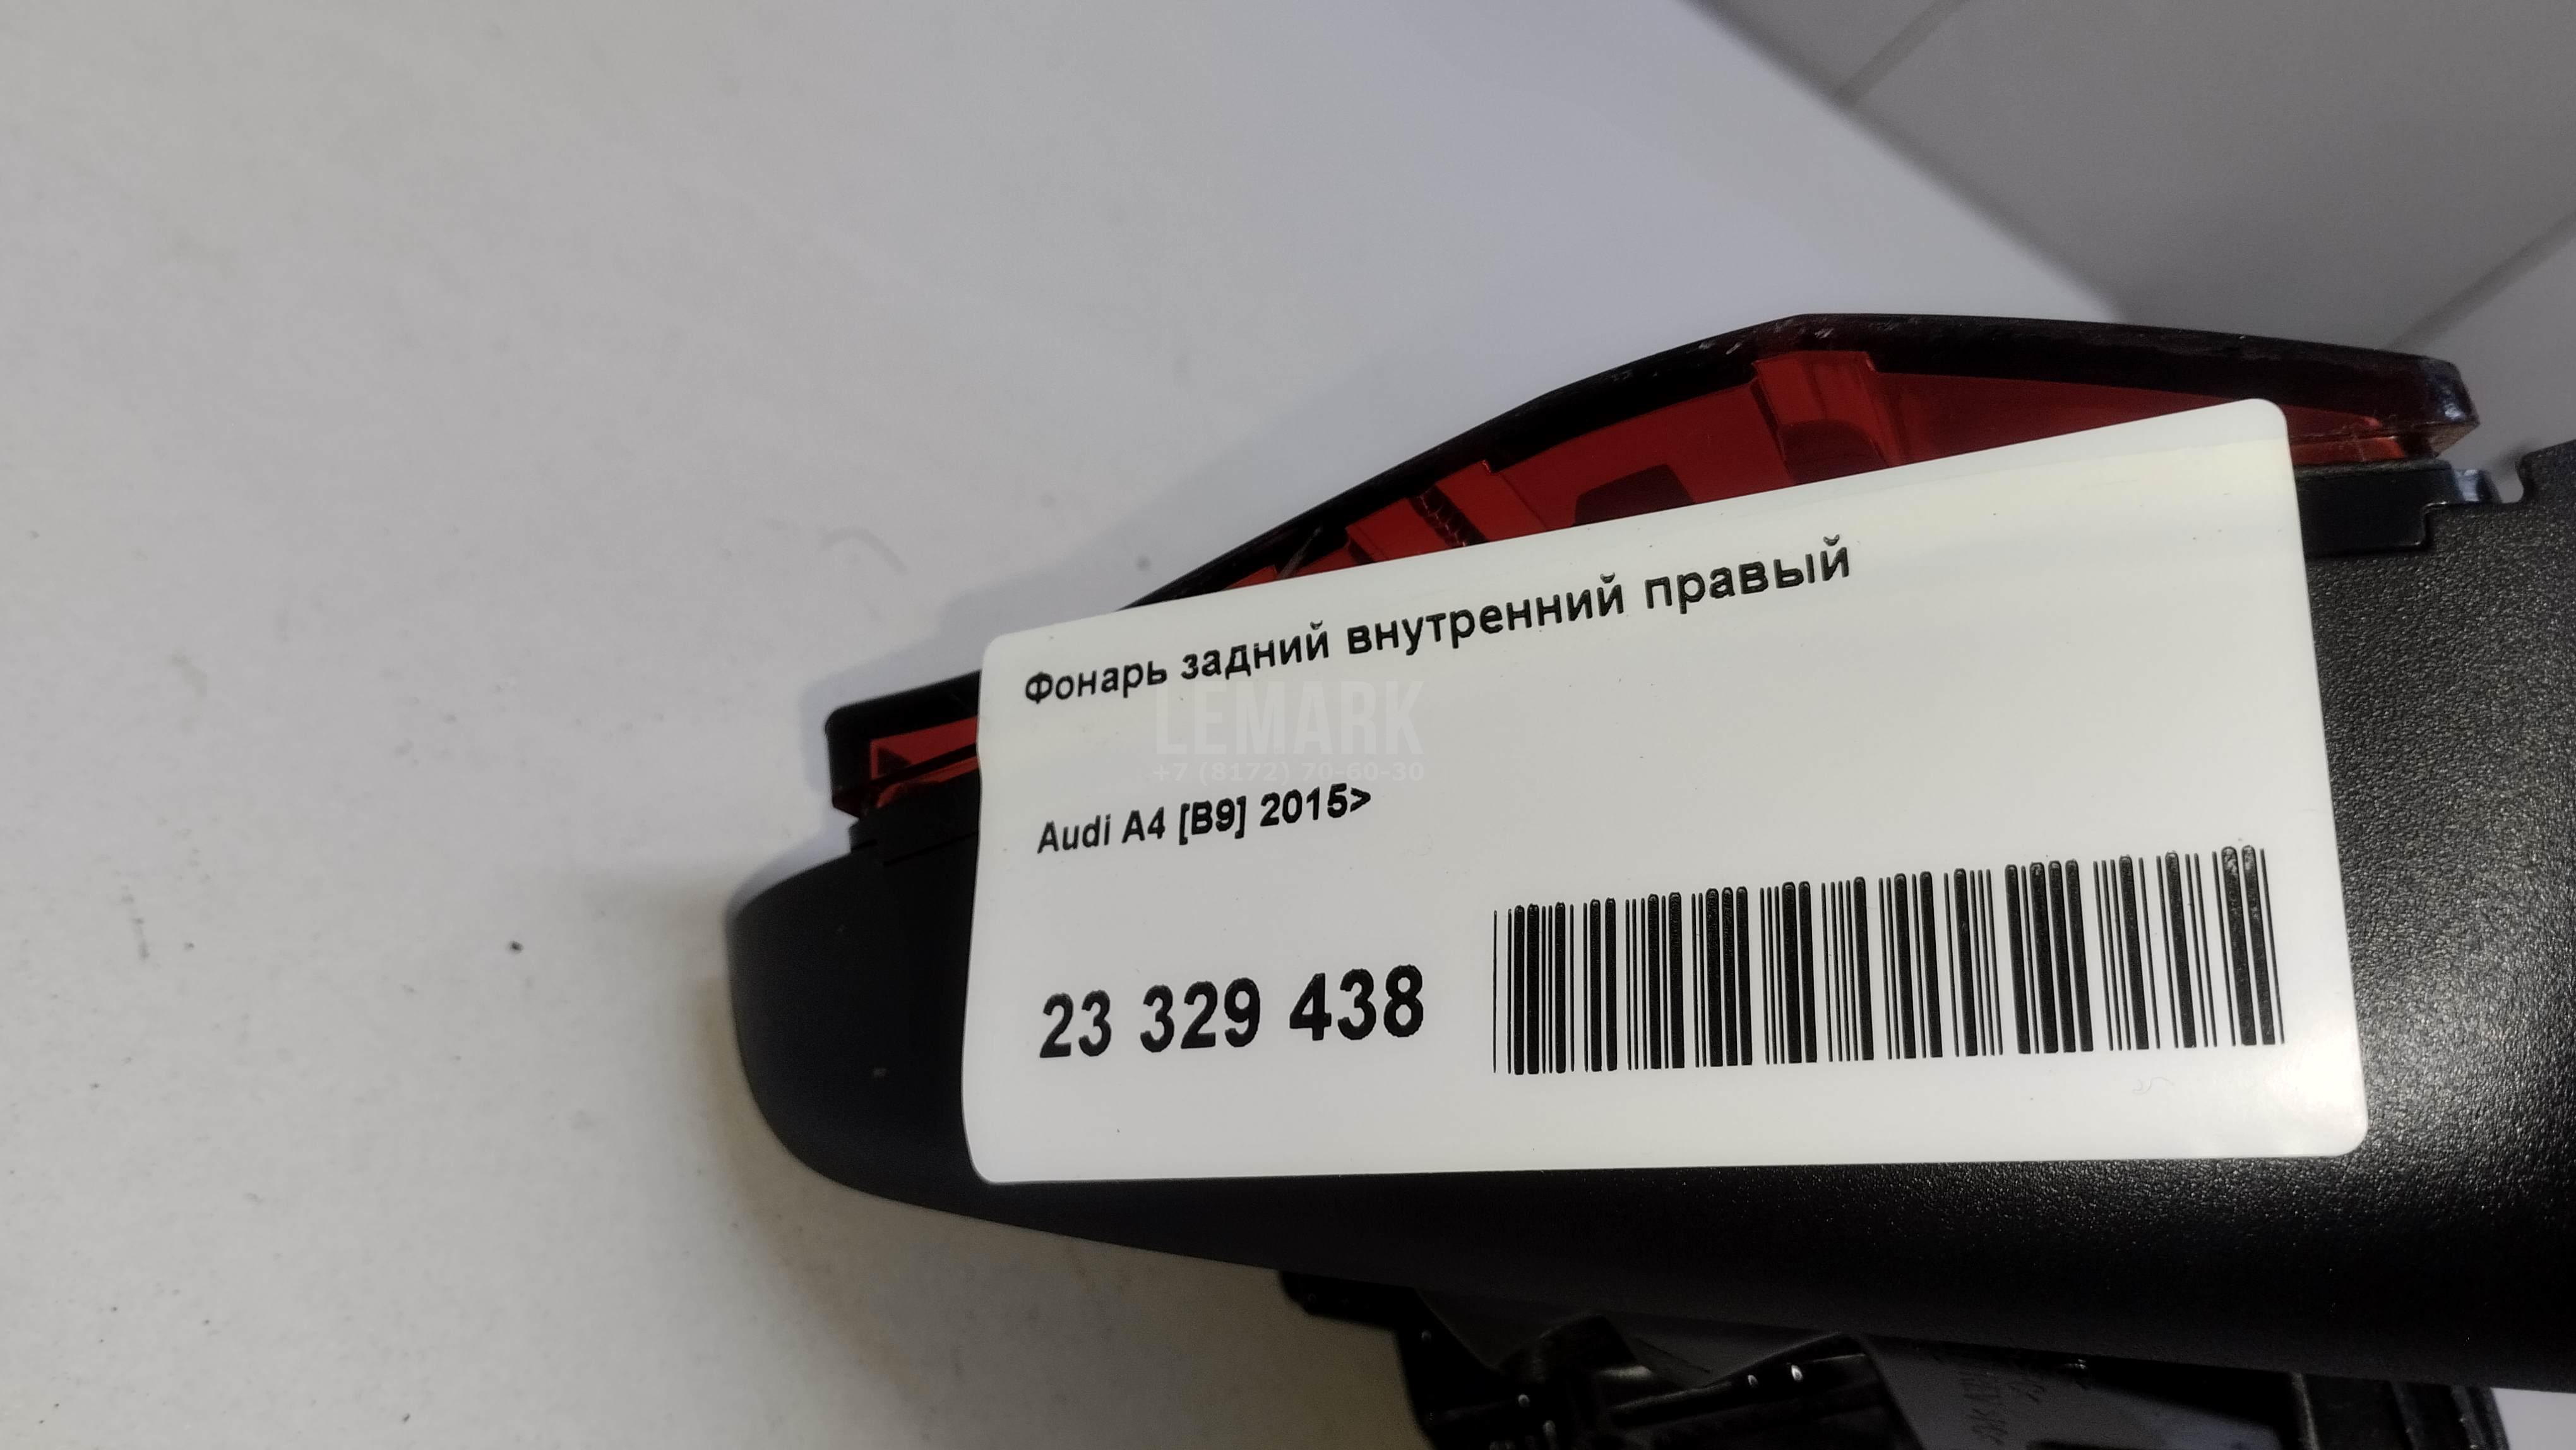 Фонарь задний внутренний правый
LEMARK
+7 (8172) 70-60-30
Audi A4 [B9] 2015>
23 329 438